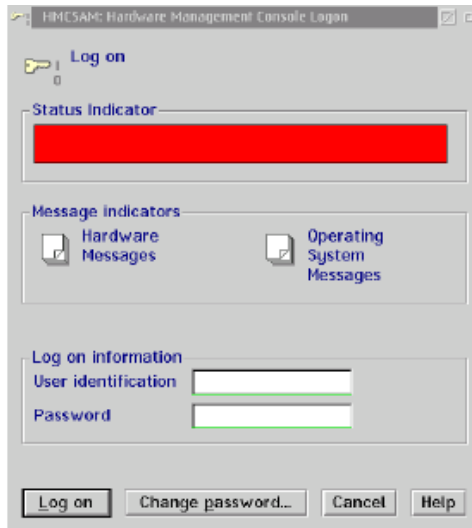 HMCSAM: Hardware Management Console Logon
Log on
Status Indicator
Message indicators
Hardware
Messages
Operating
System
Messages
Log on information
User identification
Password
Log on
Change password...
Cancel
Help